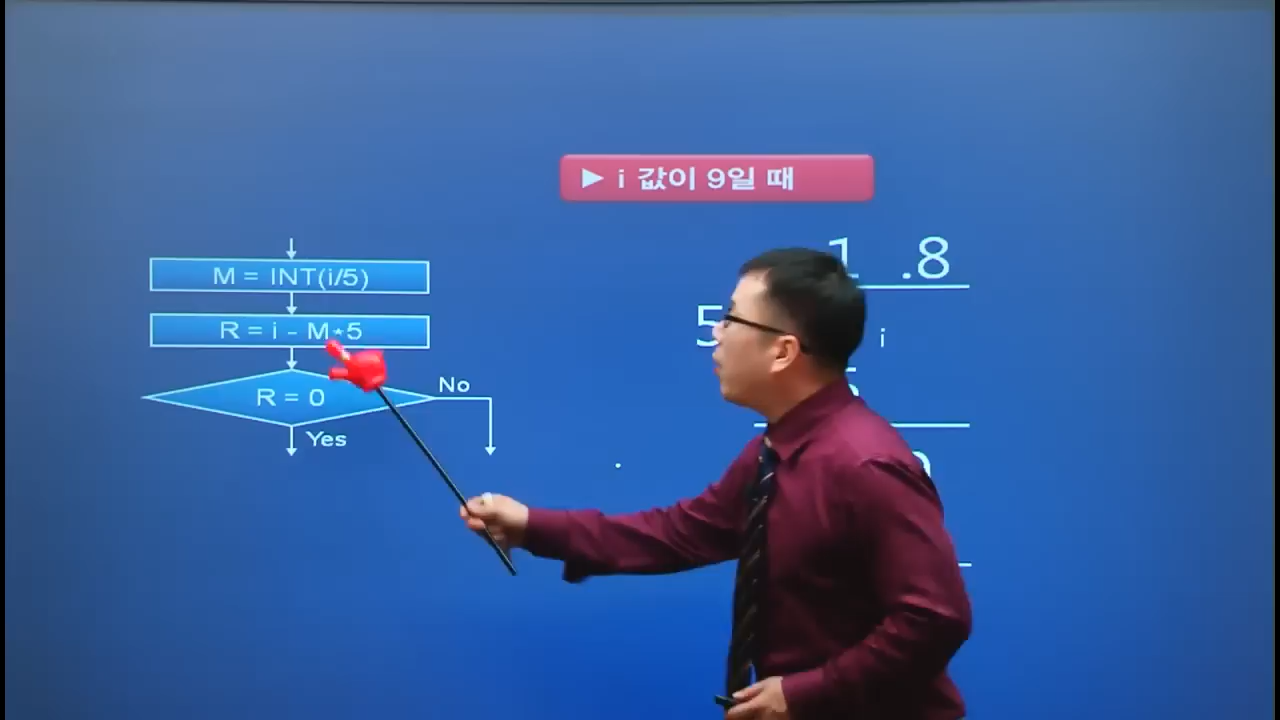 ▶ i 값이 9일 때
M = INT(i/5)
R = i - M*5
R = 0
No
Yes
1 .8
5
i